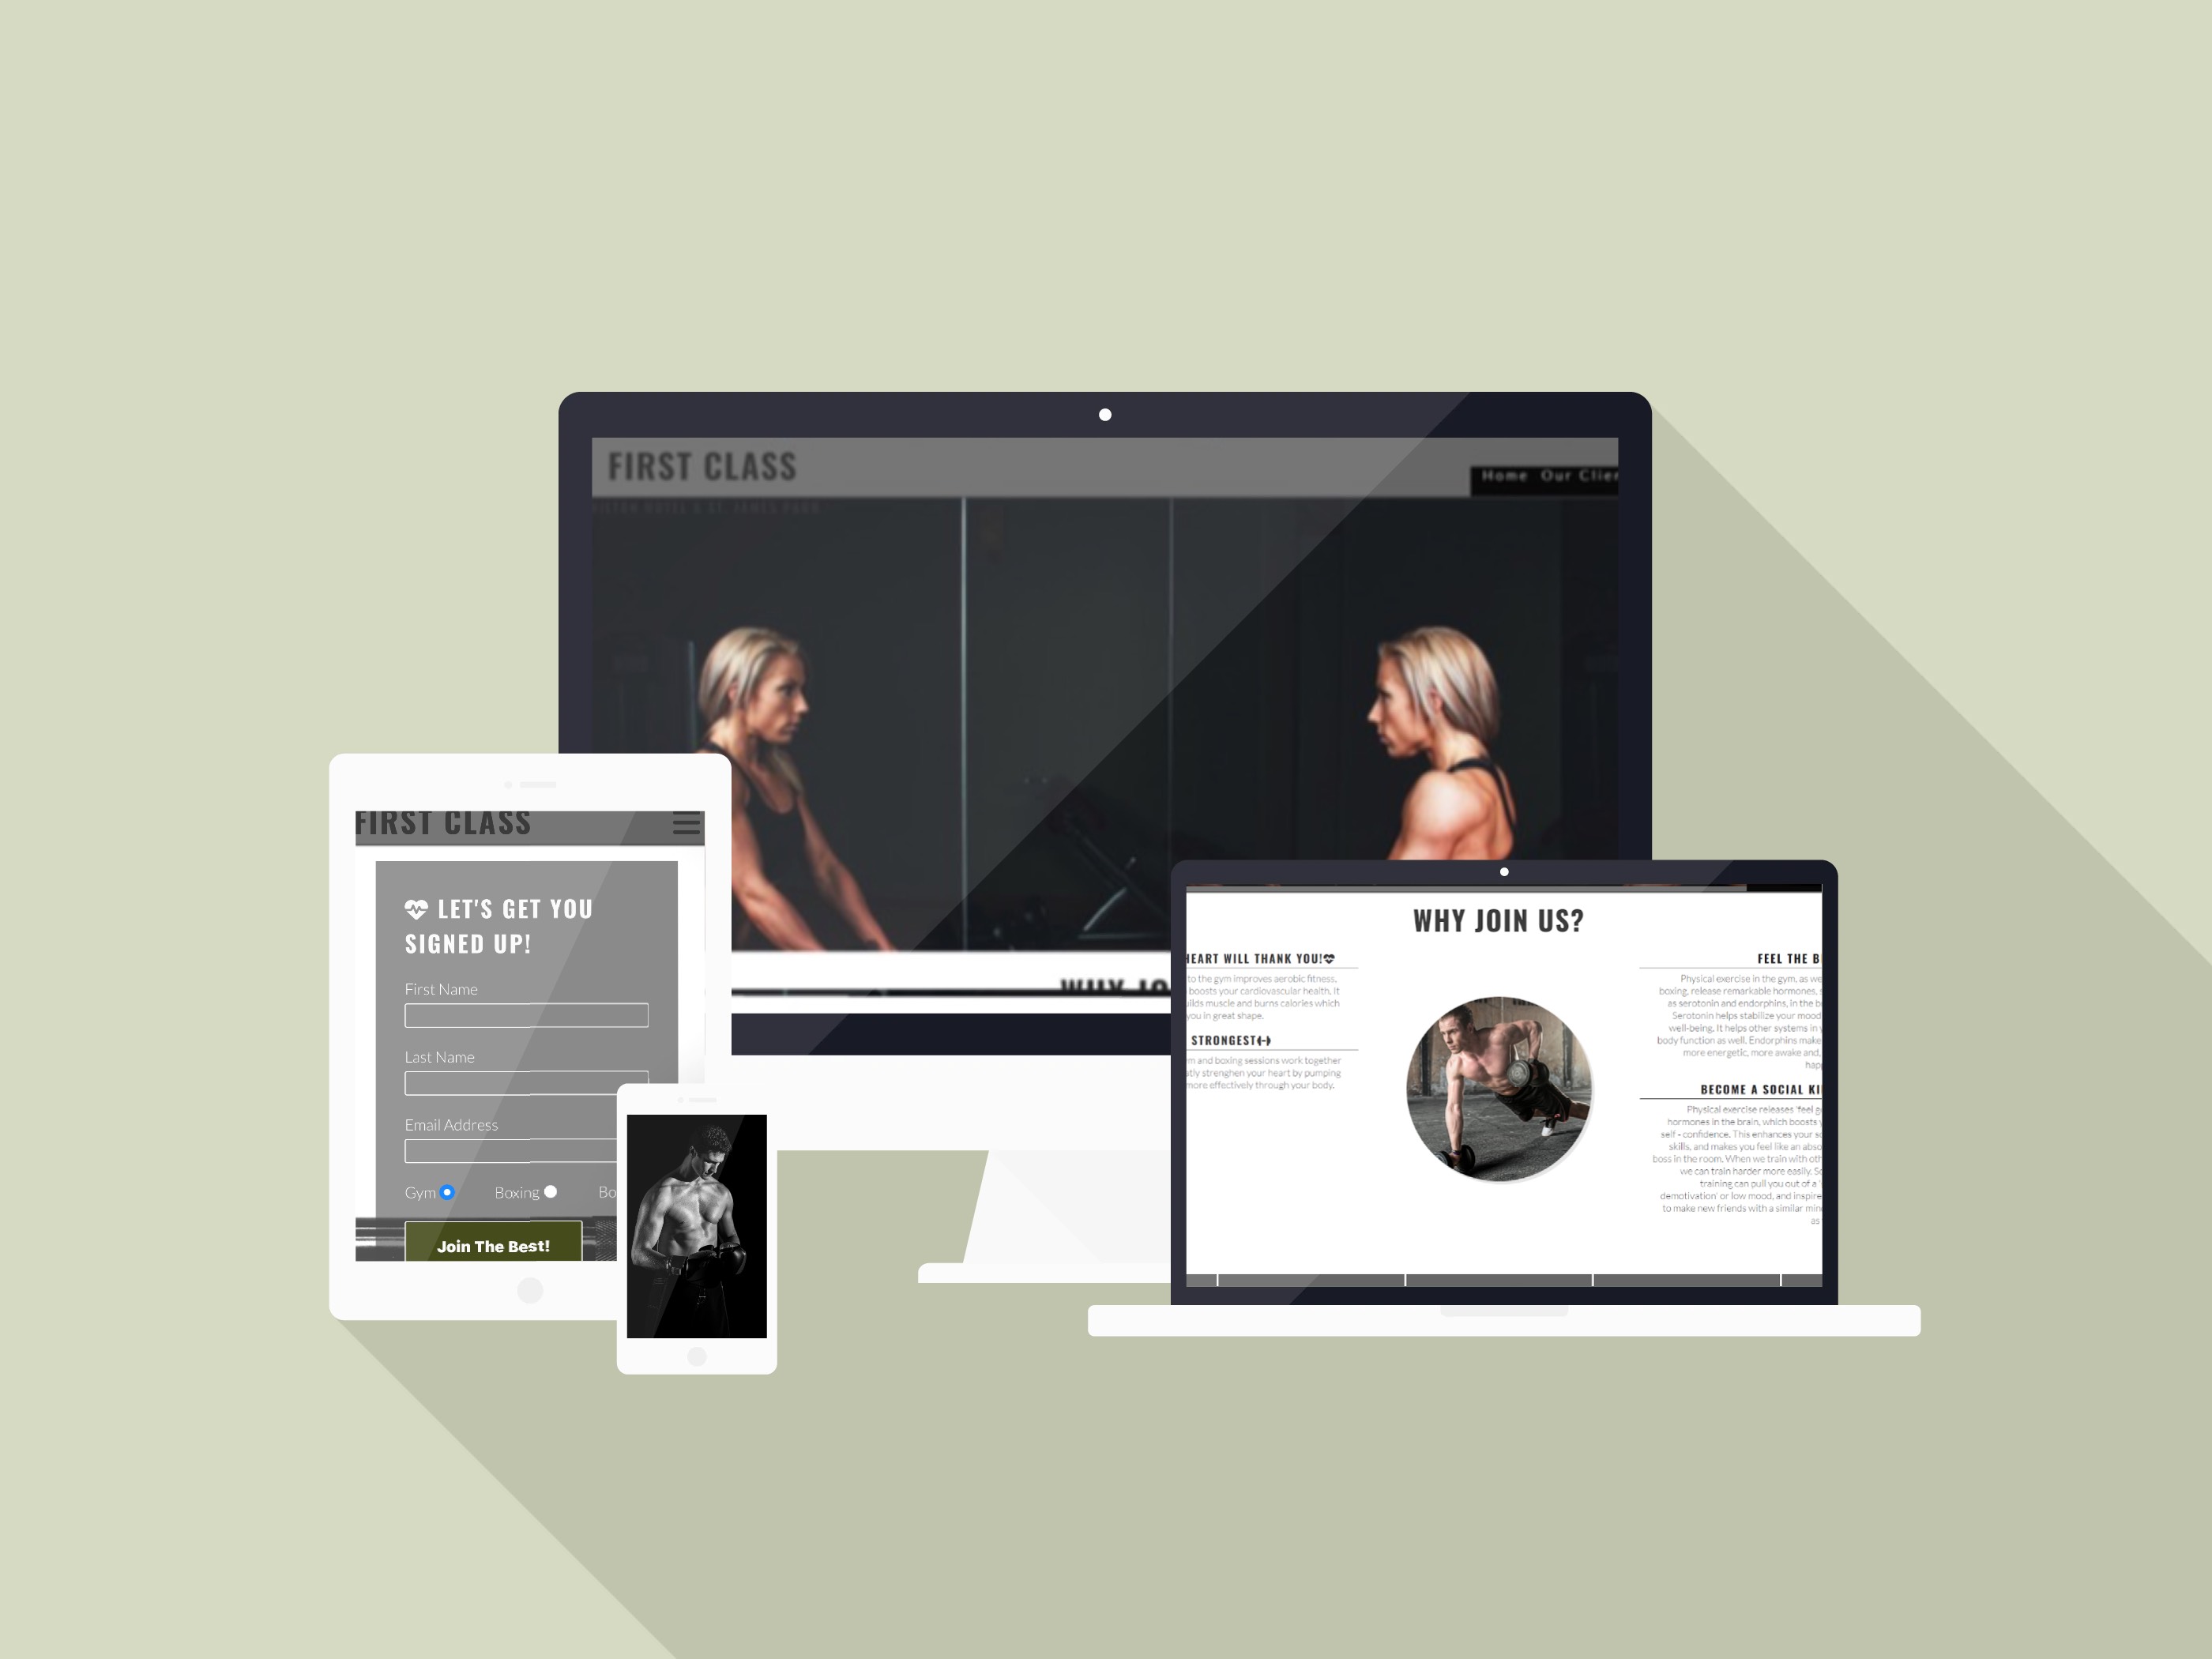 FIRST CLASS
Home Our Clien
HILTON HOTEL & ST. JAMES PARK
WHY JO
FIRST CLASS
LET'S GET YOU
SIGNED UP!
First Name
Last Name
Email Address
Gym Boxing Bo
Join The Best!
WHY JOIN US?
HEART WILL THANK YOU!
to the gym improves aerobic fitness,
boosts your cardiovascular health. It
uilds muscle and burns calories which
you in great shape.
STRONGEST
m and boxing sessions work together
atly strenghen your heart by pumping
more effectively through your body.
FEEL THE B
Physical exercise in the gym, as we
boxing, release remarkable hormones, s
as serotonin and endorphins, in the b
Serotonin helps stabilize your mood
well-being. It helps other systems in y
body function as well. Endorphins make
more energetic, more awake and,
hap
BECOME A SOCIAL KI
Physical exercise releases 'feel g
hormones in the brain, which boosts y
self - confidence. This enhances your s
skills, and makes you feel like an abso
boss in the room. When we train with oth
we can train harder more easily. So
training can pull you out of a '
demotivation' or low mood, and inspire
to make new friends with a similar min
as